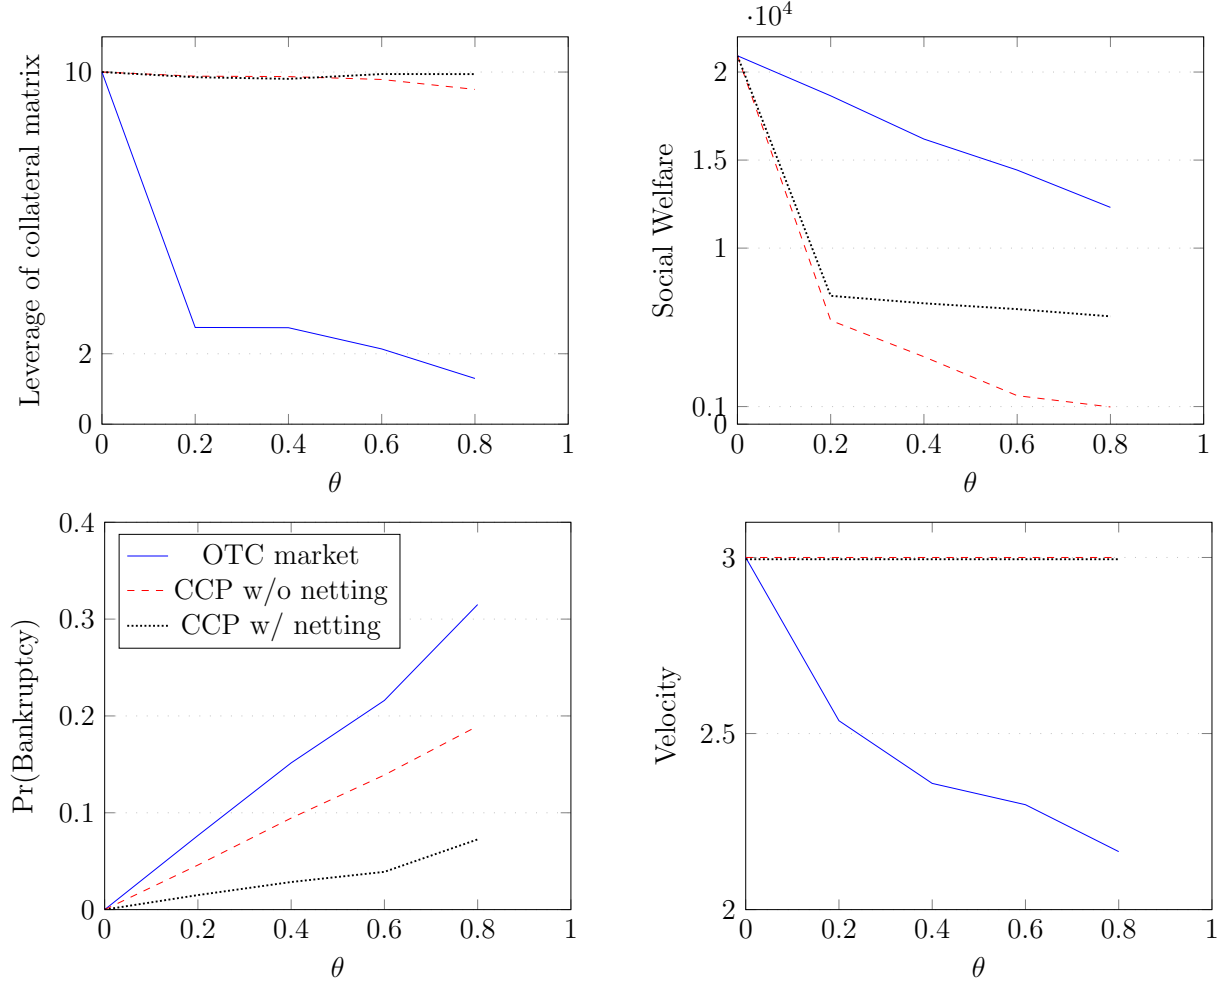 Leverage of collateral matrix
10
2
0
0 0.2 0.4 0.6 0.8 1
θ
·10⁴
Social Welfare
2
1.5
1
0.1
0
0 0.2 0.4 0.6 0.8 1
θ
Pr(Bankruptcy)
0.4
0.3
0.2
0.1
0
OTC market
CCP w/o netting
CCP w/ netting
0 0.2 0.4 0.6 0.8 1
θ
Velocity
3
2.5
2
0 0.2 0.4 0.6 0.8 1
θ